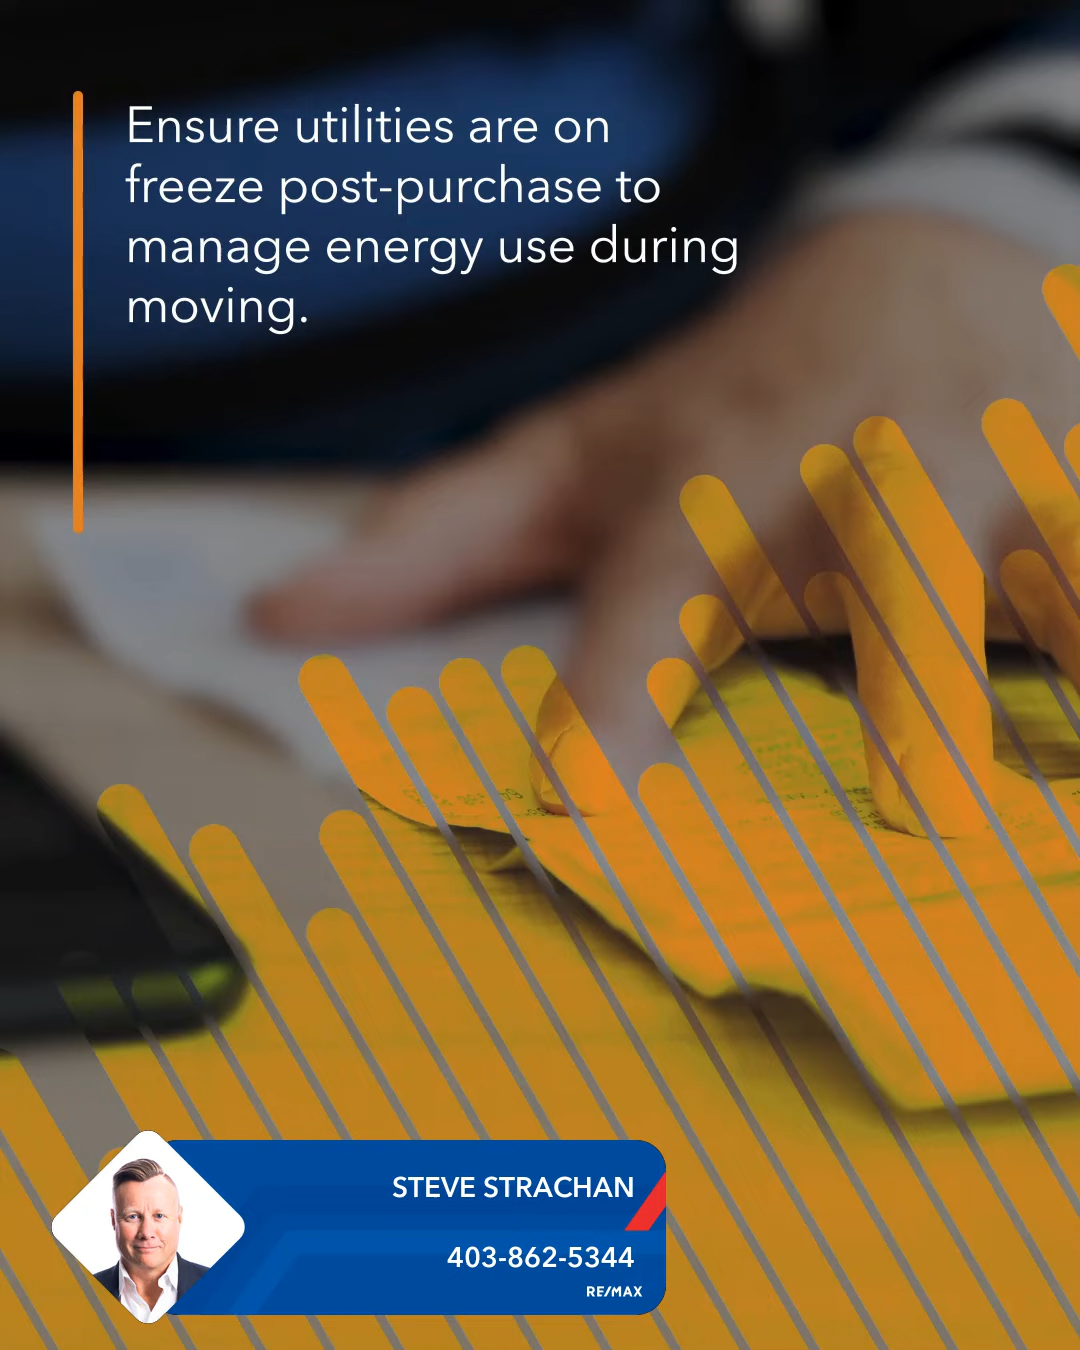 Ensure utilities are on
freeze post-purchase to
manage energy use during
moving.
STEVE STRACHAN
403-862-5344
RE/MAX